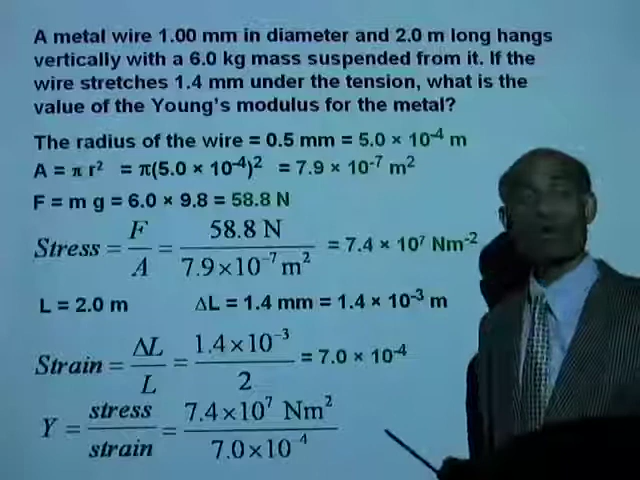 A metal wire 1.00 mm in diameter and 2.0 m long hangs
vertically with a 6.0 kg mass suspended from it. If the
wire stretches 1.4 mm under the tension, what is the
value of the Young's modulus for the metal?
The radius of the wire = 0.5 mm = 5.0 × 10⁻⁴ m
A = π r² = π(5.0 × 10⁻⁴)² = 7.9 × 10⁻⁷ m²
F = m g = 6.0 × 9.8 = 58.8 N
Stress = F/A = 58.8 N / 7.9×10⁻⁷ m² = 7.4 × 10⁷ Nm⁻²
L = 2.0 m ΔL = 1.4 mm = 1.4 × 10⁻³ m
Strain = ΔL/L = 1.4×10⁻³ / 2 = 7.0 × 10⁻⁴
Y = stress/strain = 7.4×10⁷ Nm² / 7.0×10⁻⁴